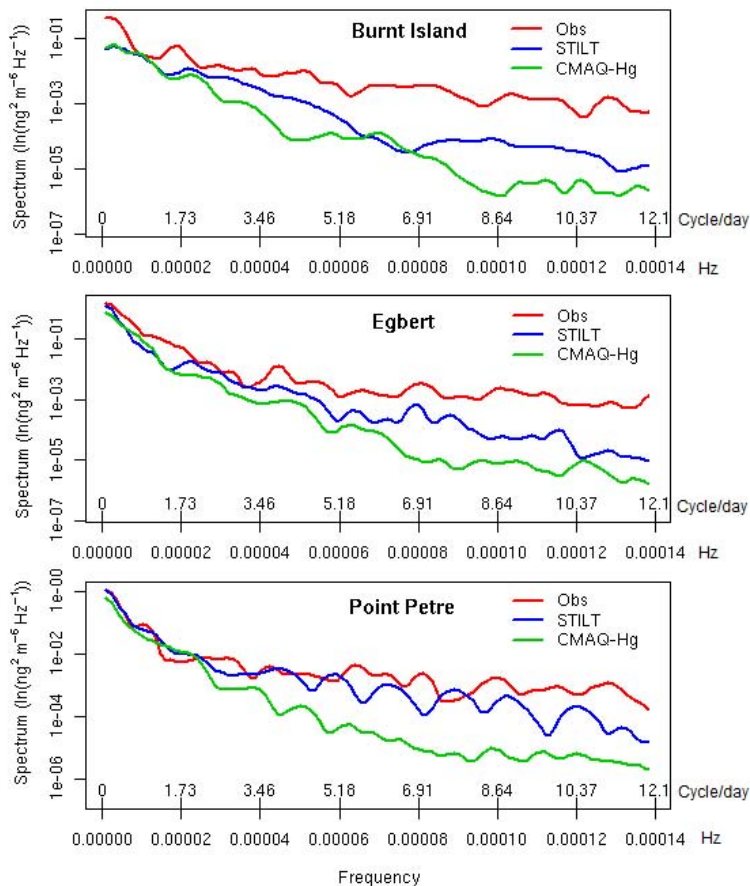 Burnt Island
Obs
STILT
CMAQ-Hg
Spectrum (ln(ng² m⁻⁶ Hz⁻¹))
1e-01
1e-03
1e-05
1e-07
0 1.73 3.46 5.18 6.91 8.64 10.37 12.1 Cycle/day
0.00000 0.00002 0.00004 0.00006 0.00008 0.00010 0.00012 0.00014 Hz
Egbert
Obs
STILT
CMAQ-Hg
Spectrum (ln(ng² m⁻⁶ Hz⁻¹))
1e-01
1e-03
1e-05
1e-07
0 1.73 3.46 5.18 6.91 8.64 10.37 12.1 Cycle/day
0.00000 0.00002 0.00004 0.00006 0.00008 0.00010 0.00012 0.00014 Hz
Point Petre
Obs
STILT
CMAQ-Hg
Spectrum (ln(ng² m⁻⁶ Hz⁻¹))
1e-00
1e-02
1e-04
1e-06
0 1.73 3.46 5.18 6.91 8.64 10.37 12.1 Cycle/day
0.00000 0.00002 0.00004 0.00006 0.00008 0.00010 0.00012 0.00014 Hz
Frequency